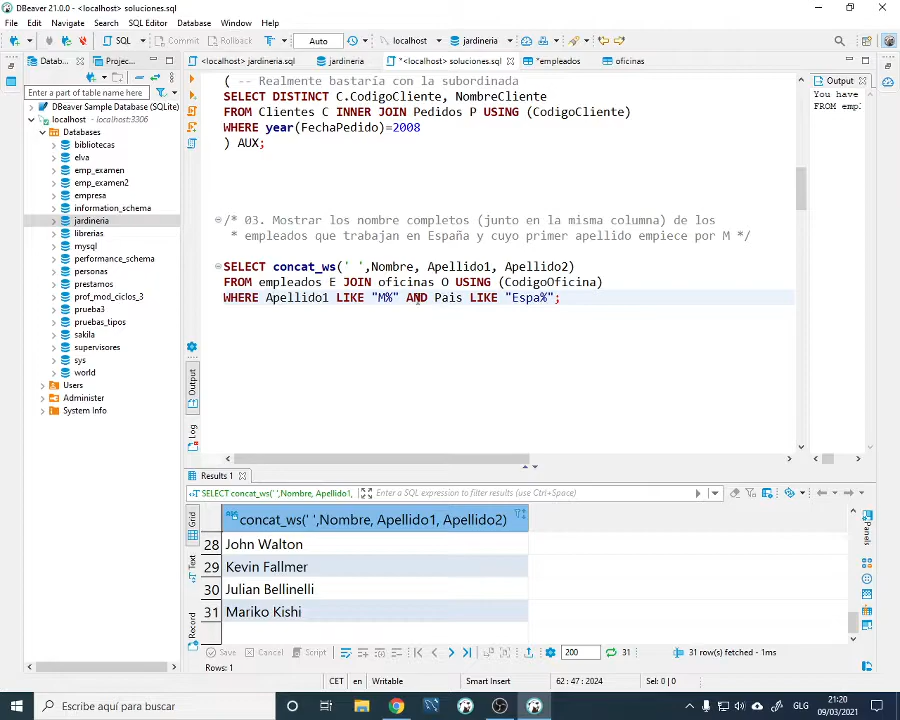 DBeaver 21.0.0 - <localhost> soluciones.sql
File Edit Navigate Search SQL Editor Database Window Help
SQL Commit Rollback T Auto localhost jardineria
Datab... Projec... <localhost> jardineria.sql jardineria *<localhost> soluciones.sql *empleados oficinas
Enter a part of table name here
DBeaver Sample Database (SQLite)
localhost:3306
Databases
bibliotecas
elva
emp_examen
emp_examen2
empresa
information_schema
jardineria
librerias
mysql
performance_schema
personas
prestamos
prof_mod_ciclos_3
prueba3
pruebas_tipos
sakila
supervisores
sys
world
Users
Administer
System Info
( -- Realmente bastaría con la subordinada
SELECT DISTINCT C.CodigoCliente, NombreCliente
FROM Clientes C INNER JOIN Pedidos P USING (CodigoCliente)
WHERE year(FechaPedido)=2008
) AUX;
/* 03. Mostrar los nombre completos (junto en la misma columna) de los
* empleados que trabajan en España y cuyo primer apellido empiece por M */
SELECT concat_ws(' ',Nombre, Apellido1, Apellido2)
FROM empleados E JOIN oficinas O USING (CodigoOficina)
WHERE Apellido1 LIKE "M%" AND Pais LIKE "Espa%";
Output
You have
FROM emp.
Output
Log
Results 1
SELECT concat_ws(' ',Nombre, Apellido1, Enter a SQL expression to filter results (use Ctrl+Space)
Grid
Text
Record
Panels
concat_ws(' ',Nombre, Apellido1, Apellido2)
28 John Walton
29 Kevin Fallmer
30 Julian Bellinelli
31 Mariko Kishi
Save Cancel Script 200 31 31 row(s) fetched - 1ms
Rows: 1
CET en Writable Smart Insert 62 : 47 : 2024 Sel: 0 | 0
Escribe aquí para buscar
GLG
21:20
09/03/2021